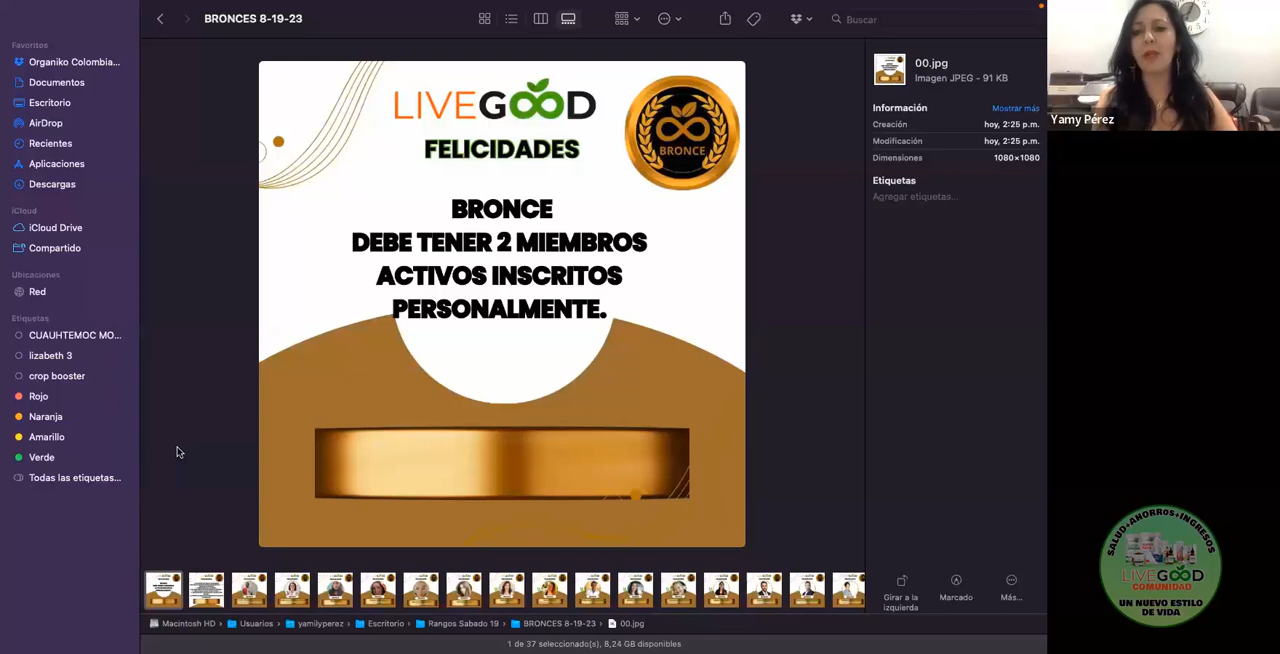 BRONCES 8-19-23
Buscar
Favoritos
Organiko Colombia...
Documentos
Escritorio
AirDrop
Recientes
Aplicaciones
Descargas
iCloud
iCloud Drive
Compartido
Ubicaciones
Red
Etiquetas
CUAUHTEMOC MO...
lizabeth 3
crop booster
Rojo
Naranja
Amarillo
Verde
Todas las etiquetas...
LIVEGOOD
FELICIDADES
BRONCE
BRONCE
DEBE TENER 2 MIEMBROS
ACTIVOS INSCRITOS
PERSONALMENTE.
00.jpg
Imagen JPEG - 91 KB
Información Mostrar más
Creación hoy, 2:25 p.m.
Modificación hoy, 2:25 p.m.
Dimensiones 1080×1080
Etiquetas
Agregar etiquetas...
Girar a la
izquierda
Marcado
Más...
Macintosh HD › Usuarios › yamilyperez › Escritorio › Rangos Sabado 19 › BRONCES 8-19-23 › 00.jpg
1 de 37 seleccionado(s), 8,24 GB disponibles
Yamy Pérez
SALUD+AHORROS+INGRESOS
LIVEGOOD
COMUNIDAD
UN NUEVO ESTILO
DE VIDA